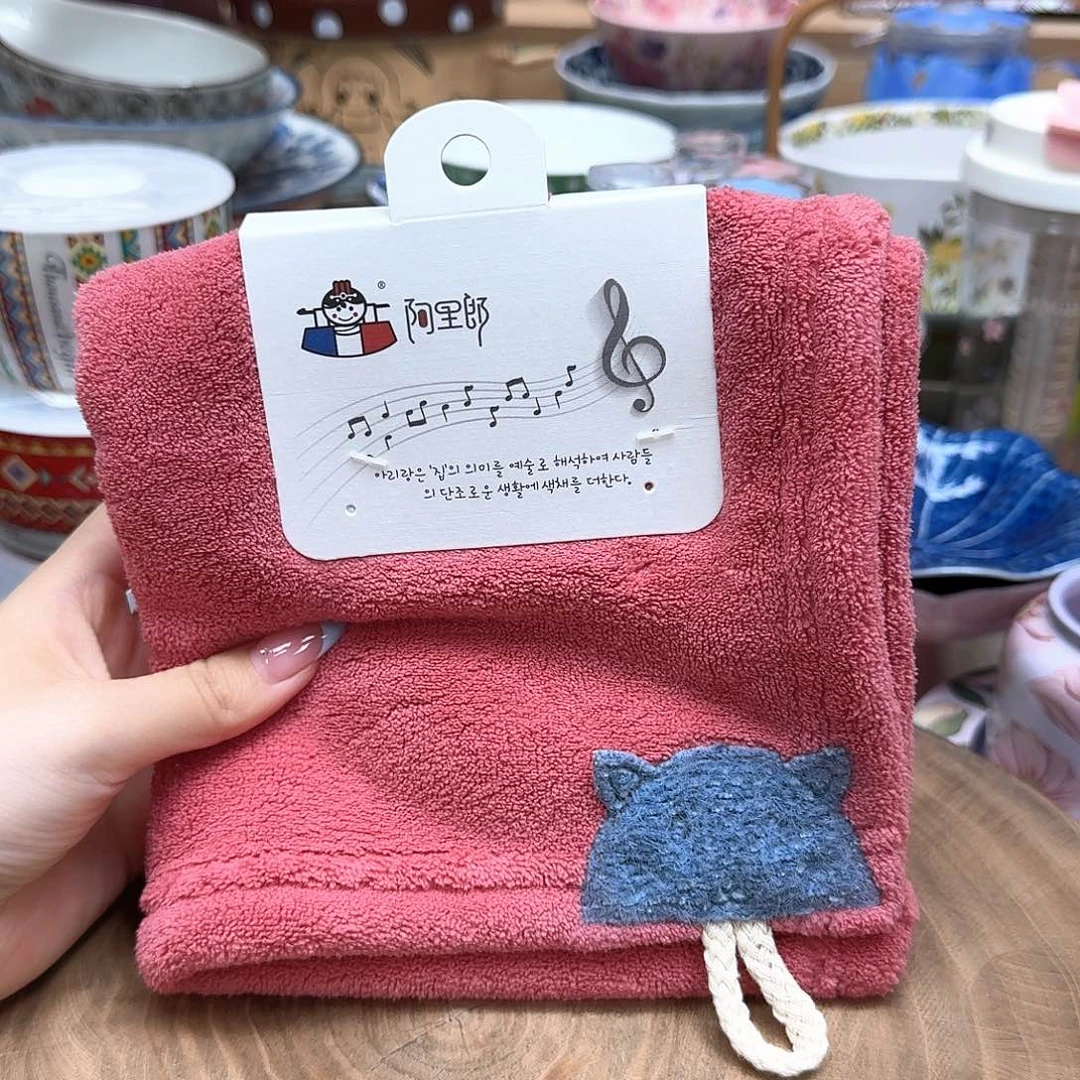 ®
阿里郎
아리랑은 '집'의 의미를 예술로 해석하여 사람들
의 단조로운 생활에 색채를 더한다.